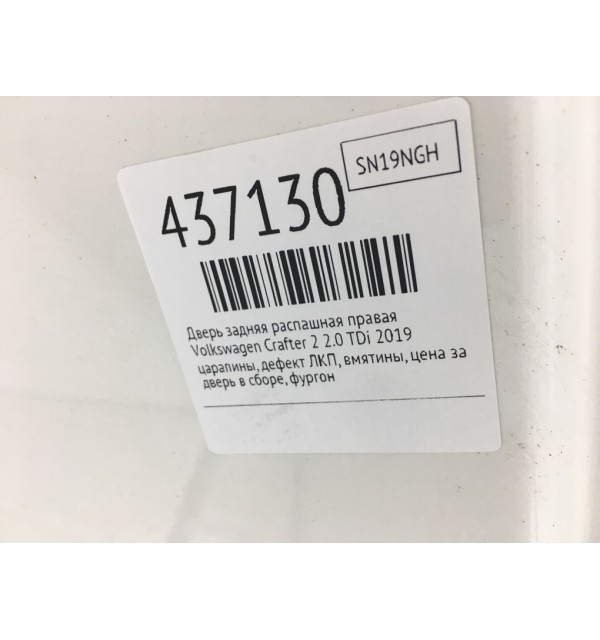 SN19NGH
437130
Дверь задняя распашная правая
Volkswagen Crafter 2 2.0 TDi 2019
царапины, дефект ЛКП, вмятины, цена за
дверь в сборе, фургон